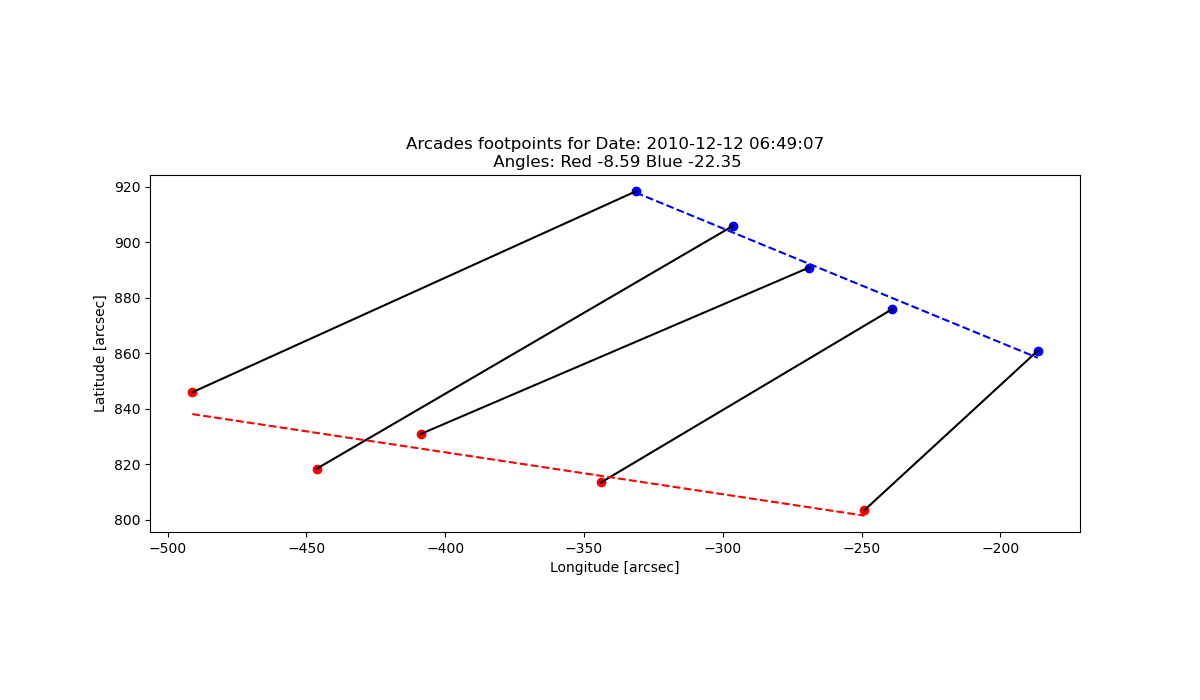 Arcades footpoints for Date: 2010-12-12 06:49:07
Angles: Red -8.59 Blue -22.35
920
900
880
860
840
820
800
Latitude [arcsec]
−500 −450 −400 −350 −300 −250 −200
Longitude [arcsec]